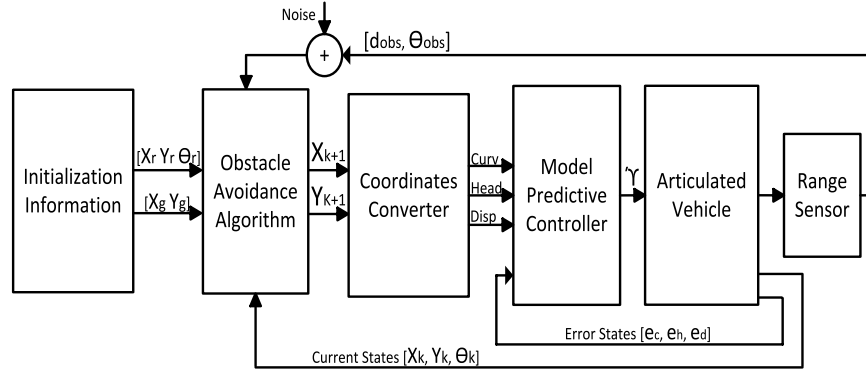 Noise
+
[dobs, Θobs]
Initialization
Information
[Xr Yr Θr]
[Xg Yg]
Obstacle
Avoidance
Algorithm
Xk+1
YK+1
Coordinates
Converter
Curv
Head
Disp
Model
Predictive
Controller
ϒ
Articulated
Vehicle
Range
Sensor
Error States [ec, eh, ed]
Current States [Xk, Yk, Θk]